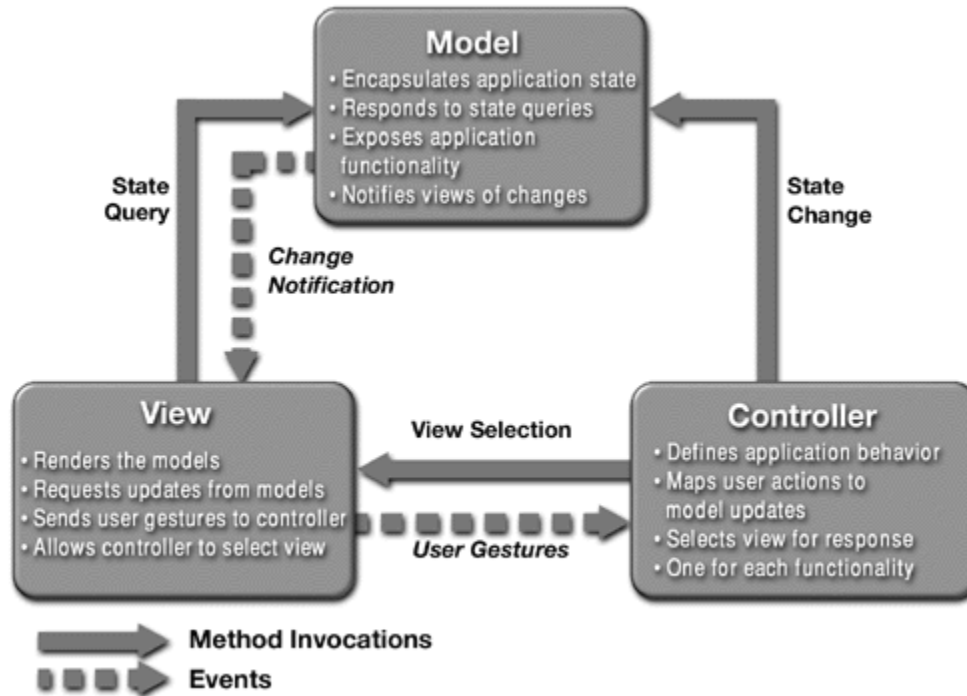 Model
• Encapsulates application state
• Responds to state queries
• Exposes application
functionality
• Notifies views of changes
State
Query
Change
Notification
State
Change
View
• Renders the models
• Requests updates from models
• Sends user gestures to controller
• Allows controller to select view
View Selection
User Gestures
Controller
• Defines application behavior
• Maps user actions to
model updates
• Selects view for response
• One for each functionality
Method Invocations
Events